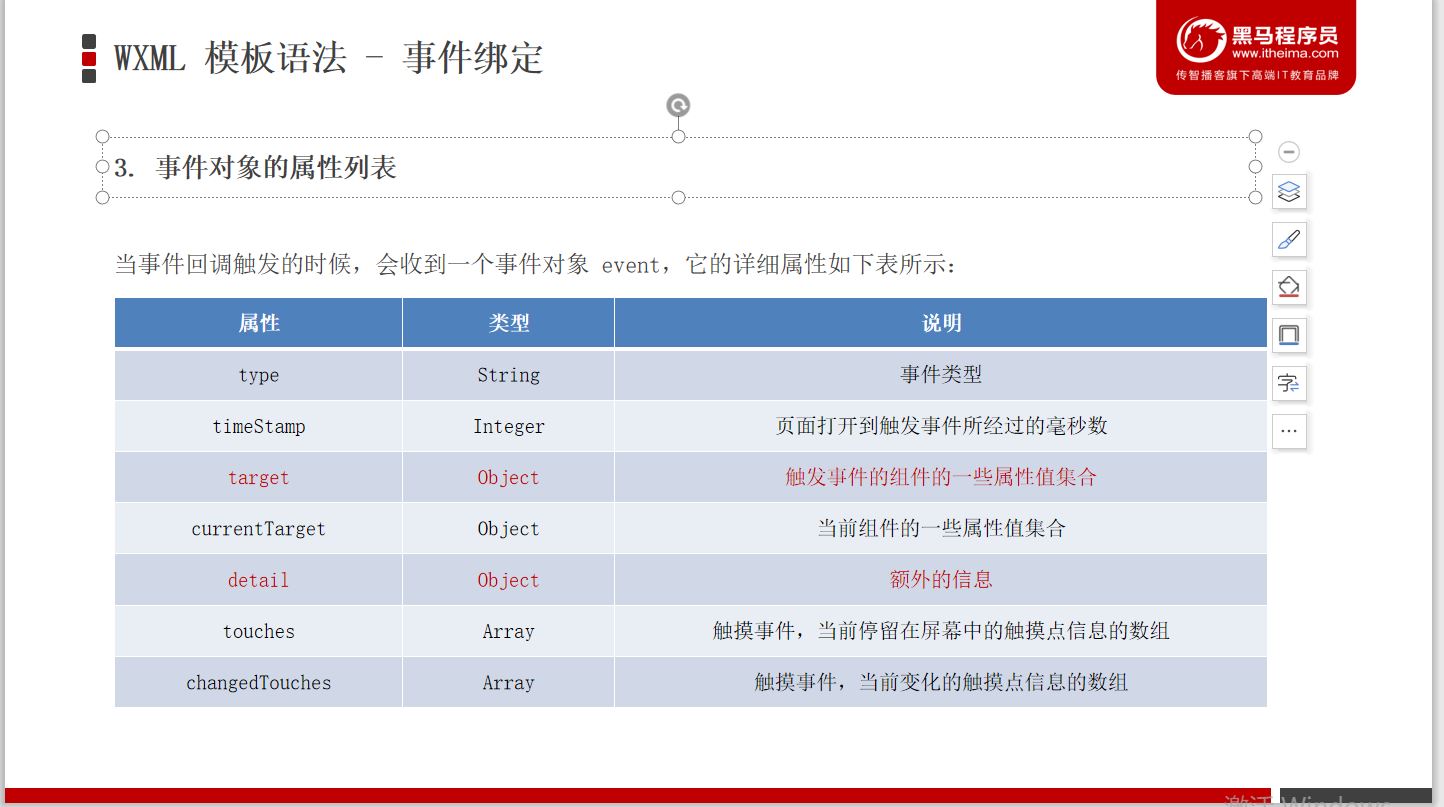 WXML 模板语法 - 事件绑定
黑马程序员
www.itheima.com
传智播客旗下高端IT教育品牌
3. 事件对象的属性列表
当事件回调触发的时候，会收到一个事件对象 event，它的详细属性如下表所示：
属性 类型 说明
type String 事件类型
timeStamp Integer 页面打开到触发事件所经过的毫秒数
target Object 触发事件的组件的一些属性值集合
currentTarget Object 当前组件的一些属性值集合
detail Object 额外的信息
touches Array 触摸事件，当前停留在屏幕中的触摸点信息的数组
changedTouches Array 触摸事件，当前变化的触摸点信息的数组
字
激活 Windows